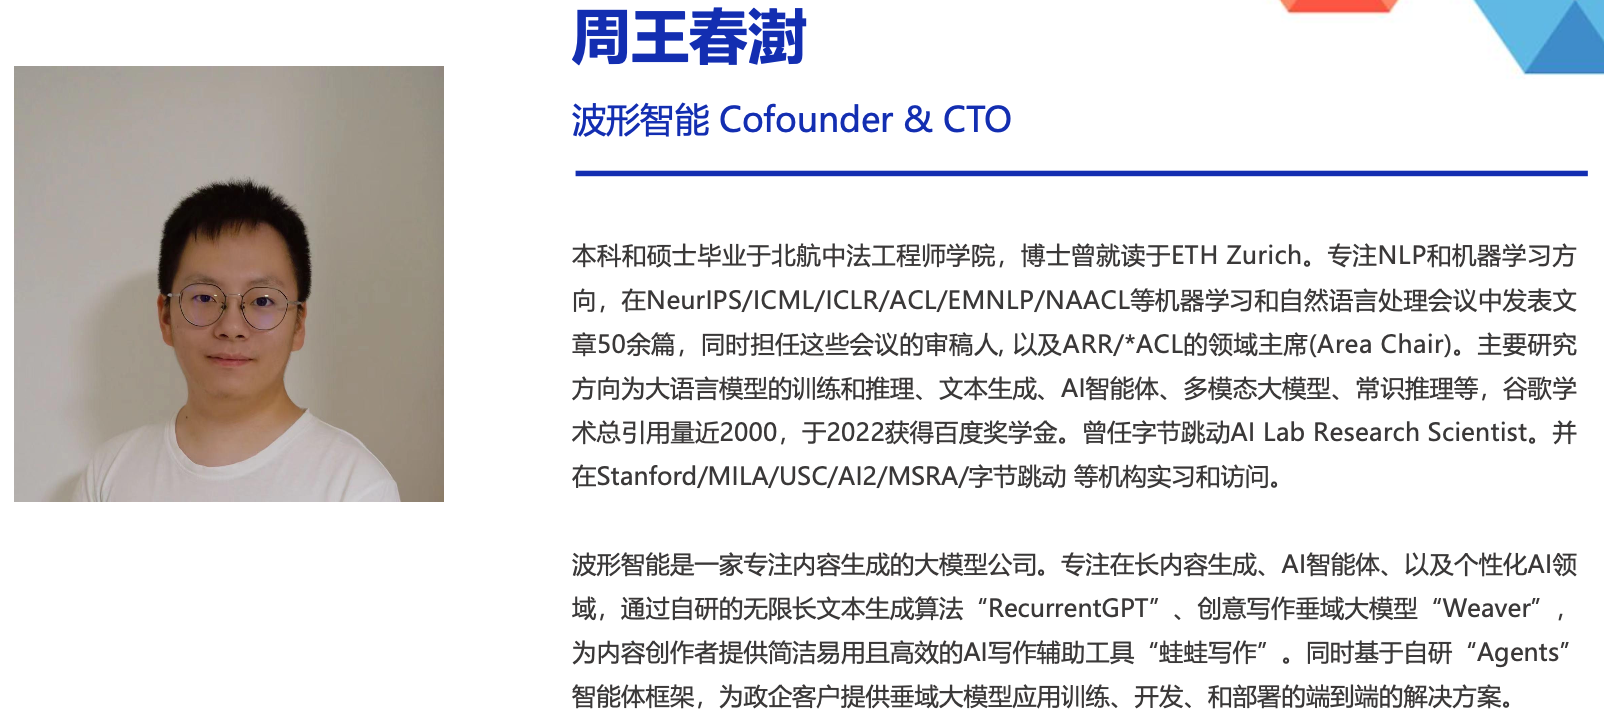 周王春澍
波形智能 Cofounder & CTO
本科和硕士毕业于北航中法工程师学院，博士曾就读于ETH Zurich。专注NLP和机器学习方
向，在NeurIPS/ICML/ICLR/ACL/EMNLP/NAACL等机器学习和自然语言处理会议中发表文
章50余篇，同时担任这些会议的审稿人, 以及ARR/*ACL的领域主席(Area Chair)。主要研究
方向为大语言模型的训练和推理、文本生成、AI智能体、多模态大模型、常识推理等，谷歌学
术总引用量近2000，于2022获得百度奖学金。曾任字节跳动AI Lab Research Scientist。并
在Stanford/MILA/USC/AI2/MSRA/字节跳动 等机构实习和访问。
波形智能是一家专注内容生成的大模型公司。专注在长内容生成、AI智能体、以及个性化AI领
域，通过自研的无限长文本生成算法“RecurrentGPT”、创意写作垂域大模型“Weaver”，
为内容创作者提供简洁易用且高效的AI写作辅助工具“蛙蛙写作”。同时基于自研“Agents”
智能体框架，为政企客户提供垂域大模型应用训练、开发、和部署的端到端的解决方案。